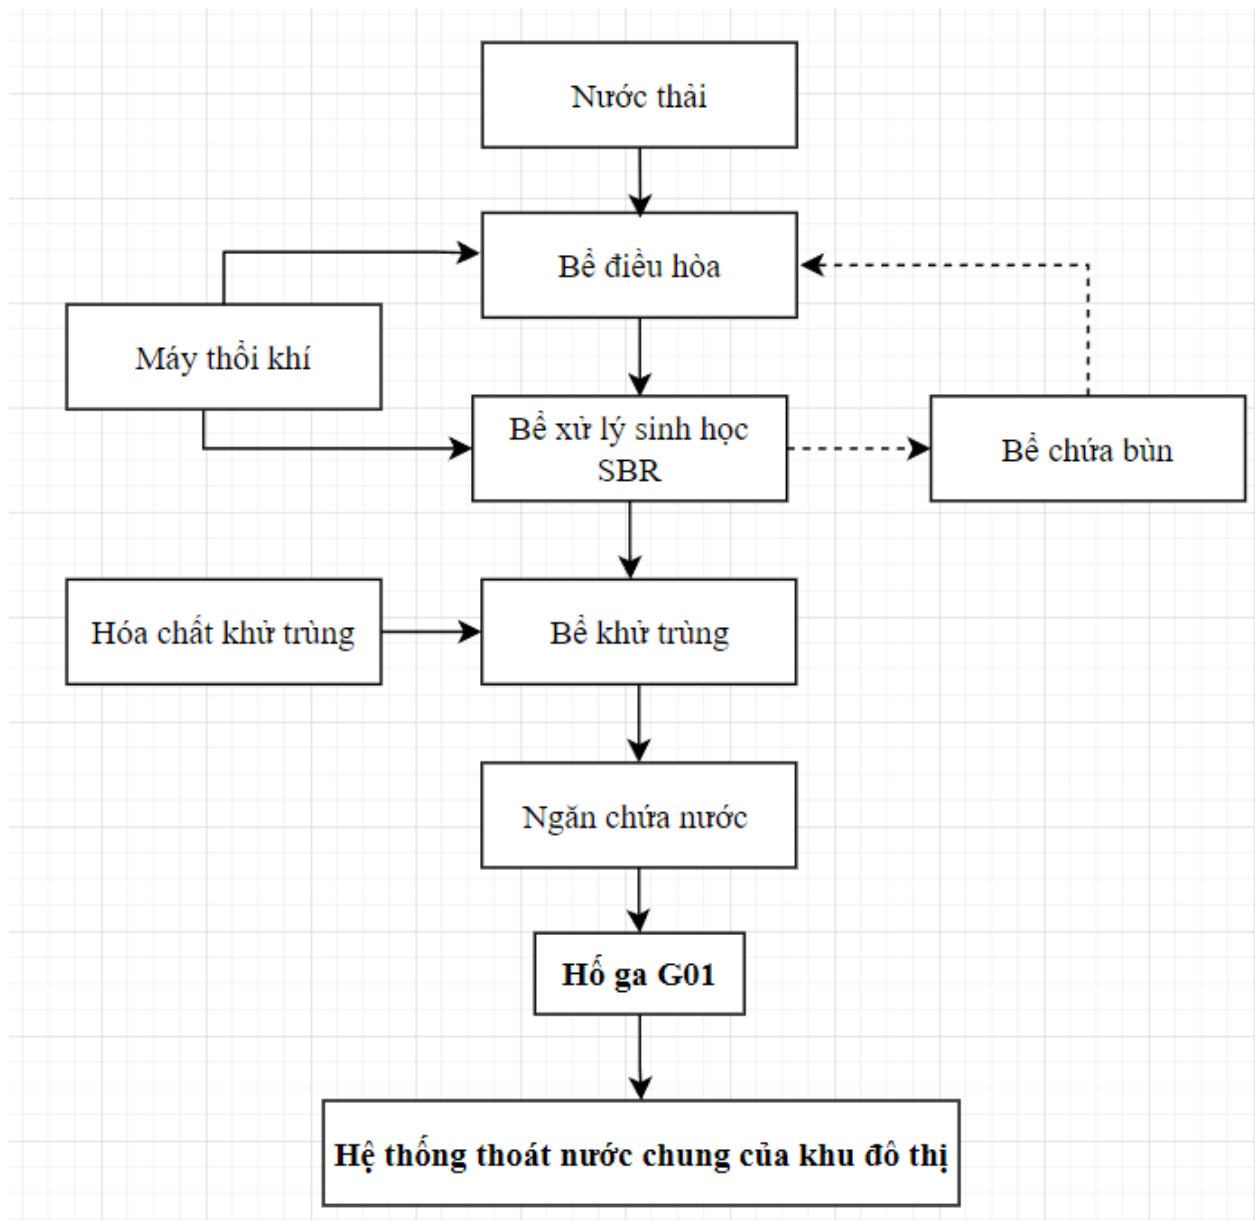 Nước thải
Bể điều hòa
Máy thổi khí
Bể xử lý sinh học
SBR
Bể chứa bùn
Hóa chất khử trùng
Bể khử trùng
Ngăn chứa nước
Hố ga G01
Hệ thống thoát nước chung của khu đô thị